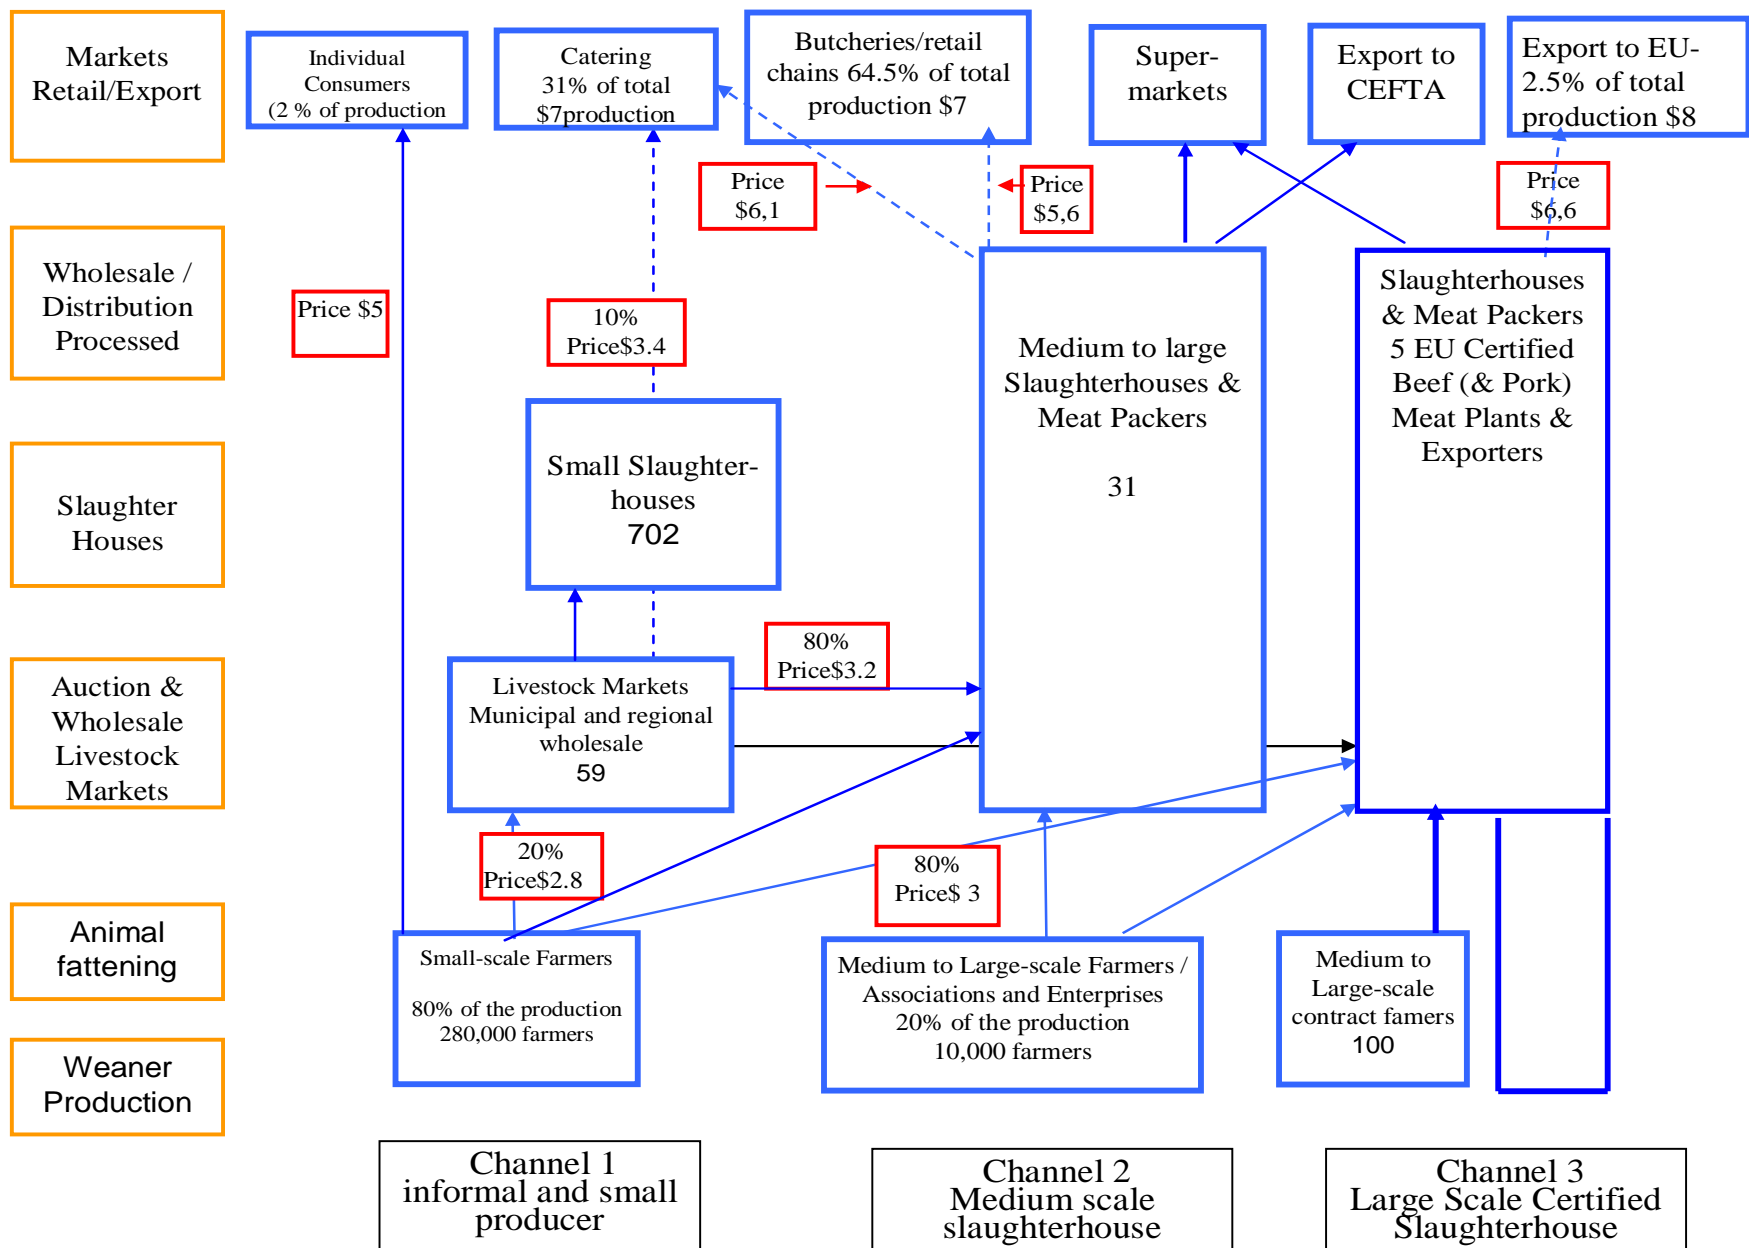 Markets
Retail/Export
Individual
Consumers
(2 % of production
Catering
31% of total
$7production
Butcheries/retail
chains 64.5% of total
production $7
Super-
markets
Export to
CEFTA
Export to EU-
2.5% of total
production $8
Price
$6,1
Price
$5,6
Price
$6,6
Wholesale /
Distribution
Processed
Price $5
10%
Price$3.4
Medium to large
Slaughterhouses &
Meat Packers
31
Slaughterhouses
& Meat Packers
5 EU Certified
Beef (& Pork)
Meat Plants &
Exporters
Slaughter
Houses
Small Slaughter-
houses
702
80%
Price$3.2
Auction &
Wholesale
Livestock
Markets
Livestock Markets
Municipal and regional
wholesale
59
20%
Price$2.8
80%
Price$ 3
Animal
fattening
Small-scale Farmers
80% of the production
280,000 farmers
Medium to Large-scale Farmers /
Associations and Enterprises
20% of the production
10,000 farmers
Medium to
Large-scale
contract famers
100
Weaner
Production
Channel 1
informal and small
producer
Channel 2
Medium scale
slaughterhouse
Channel 3
Large Scale Certified
Slaughterhouse